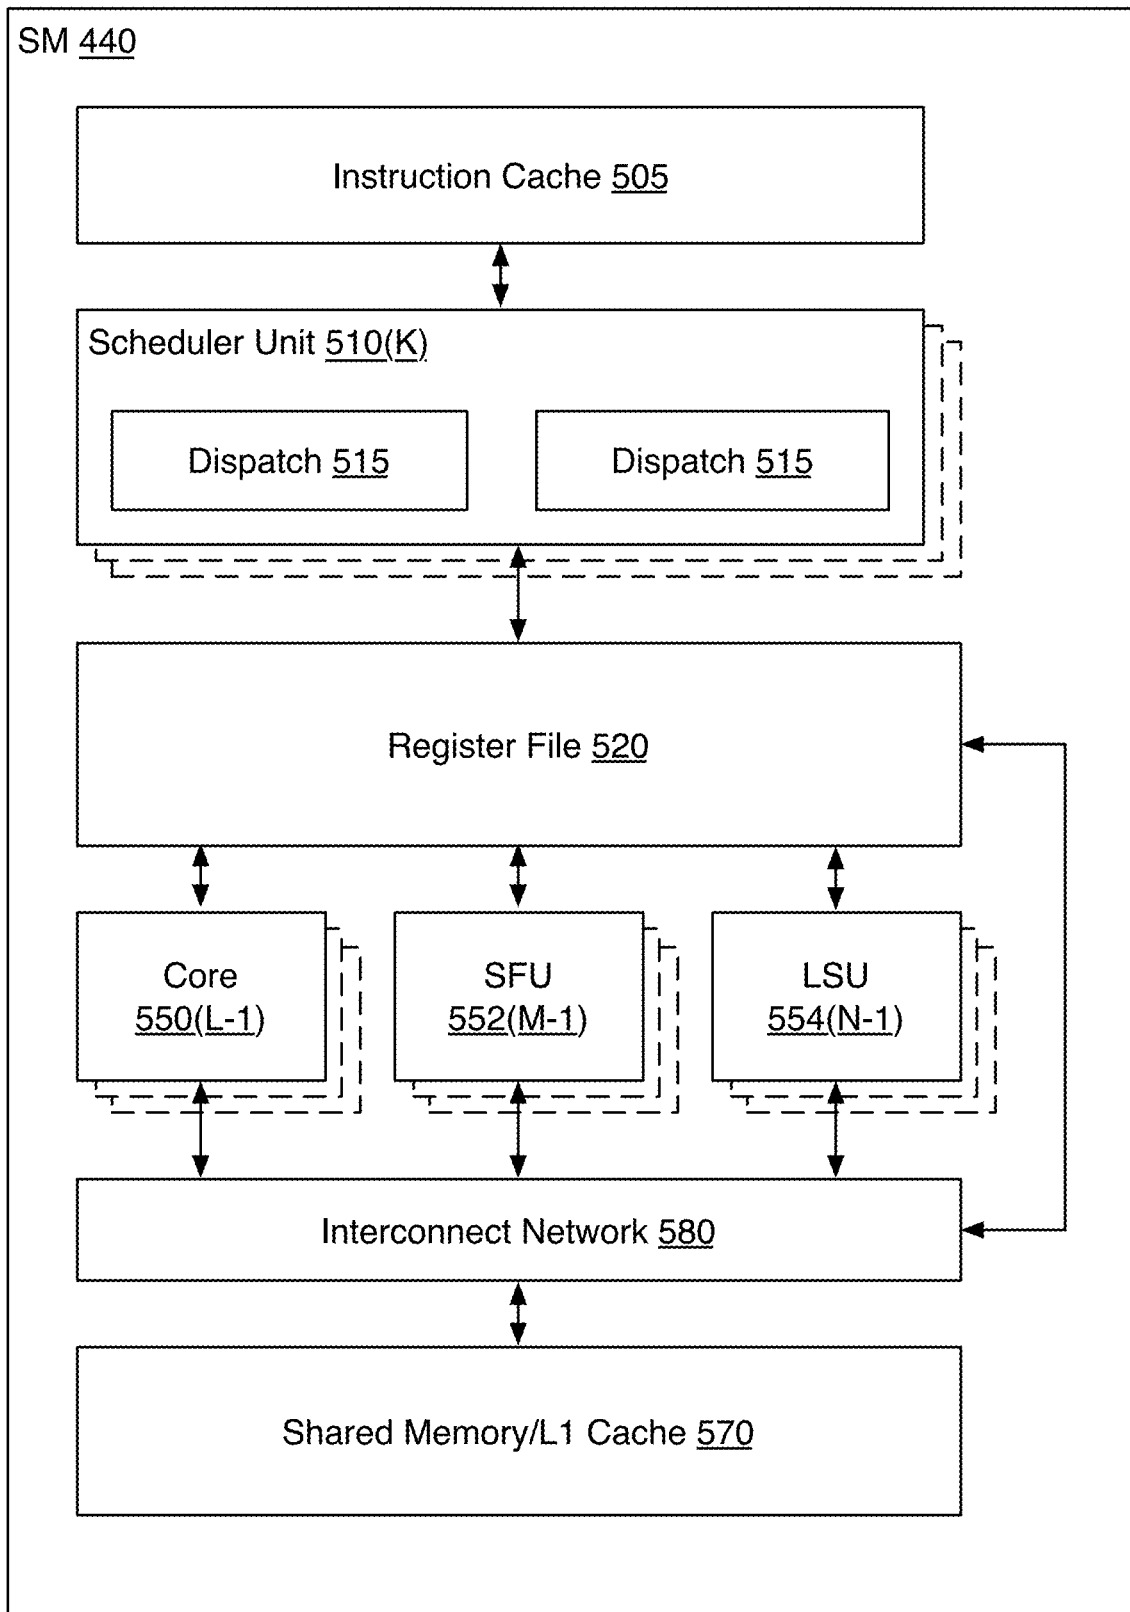 SM 440
Instruction Cache 505
Scheduler Unit 510(K)
Dispatch 515
Dispatch 515
Register File 520
Core
550(L-1)
SFU
552(M-1)
LSU
554(N-1)
Interconnect Network 580
Shared Memory/L1 Cache 570